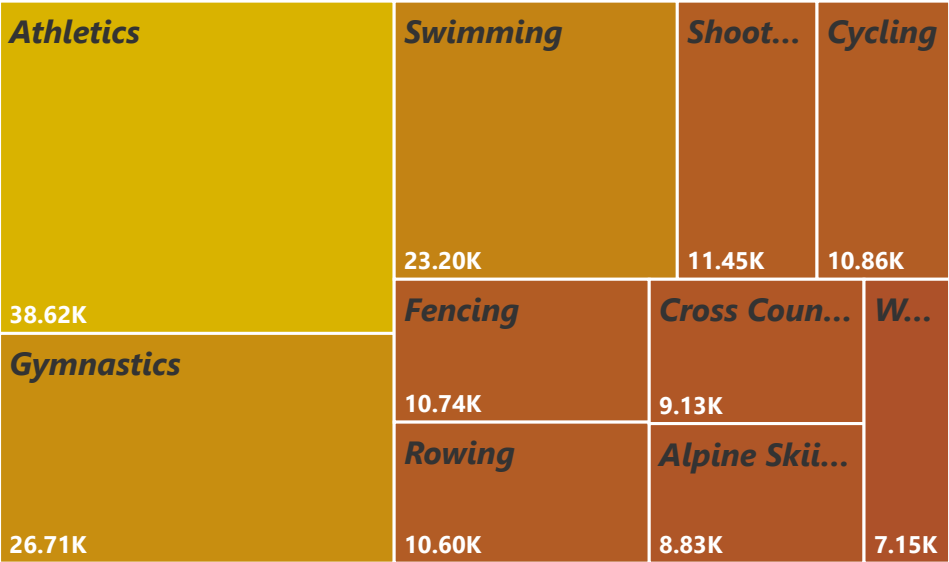 Athletics
38.62K
Gymnastics
26.71K
Swimming
23.20K
Shoot...
11.45K
Cycling
10.86K
Fencing
10.74K
Rowing
10.60K
Cross Coun...
9.13K
Alpine Skii...
8.83K
W...
7.15K